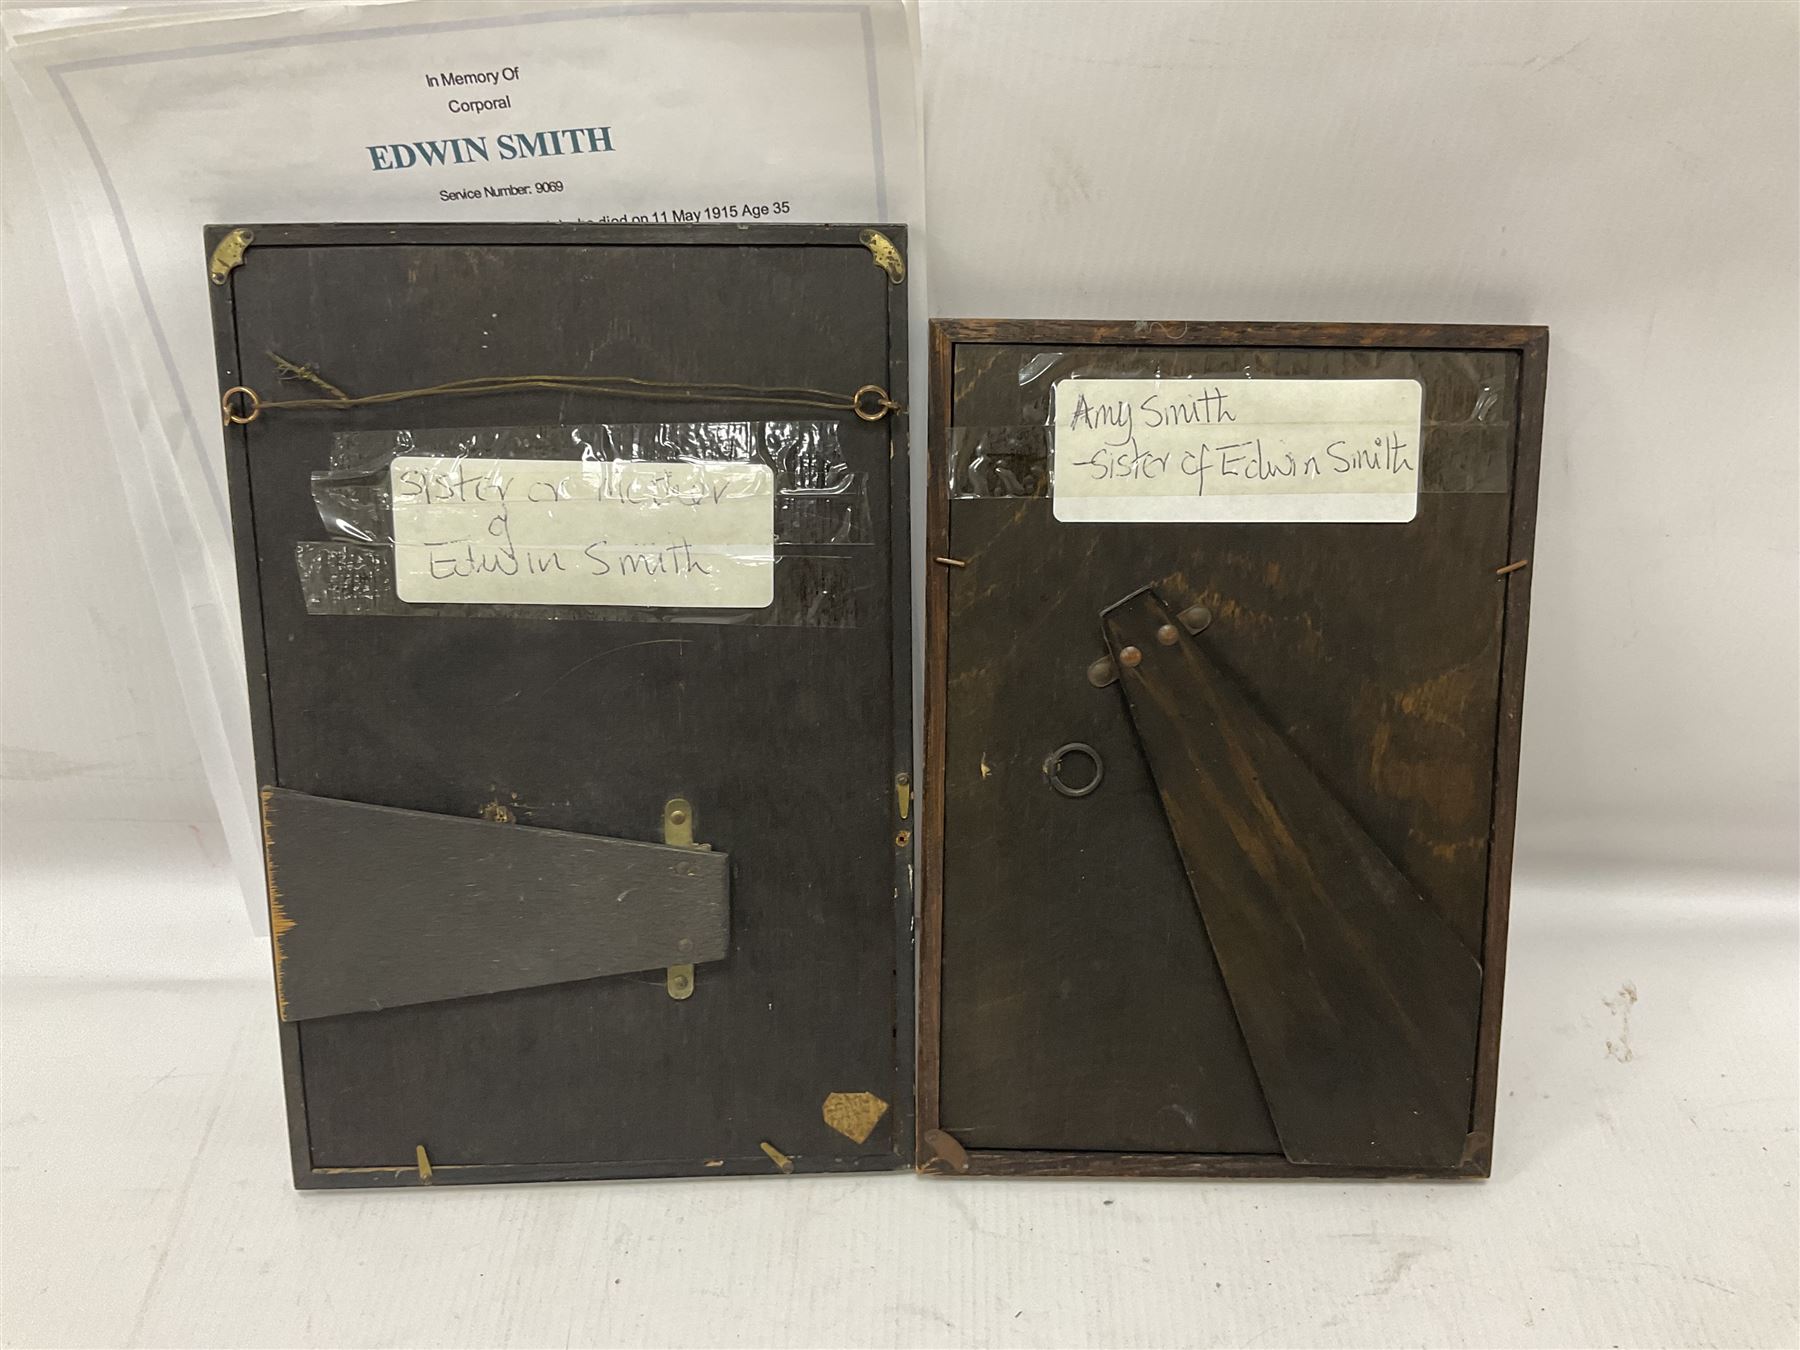 In Memory Of
Corporal
EDWIN SMITH
Service Number: 9069
died on 11 May 1915 Age 35
Sister or Mother
of
Edwin Smith
Amy Smith
-sister of Edwin Smith